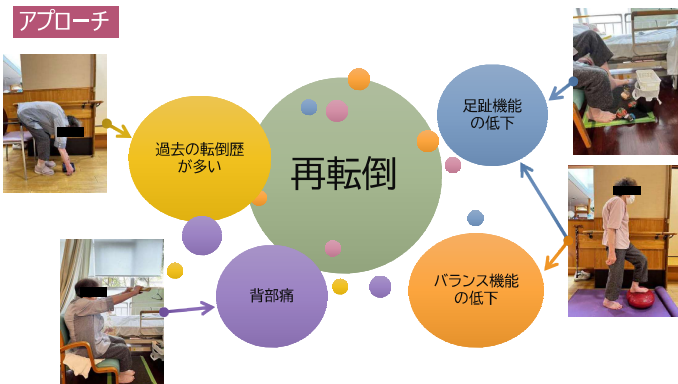 アプローチ
過去の転倒歴
が多い
再転倒
足趾機能
の低下
背部痛
バランス機能
の低下